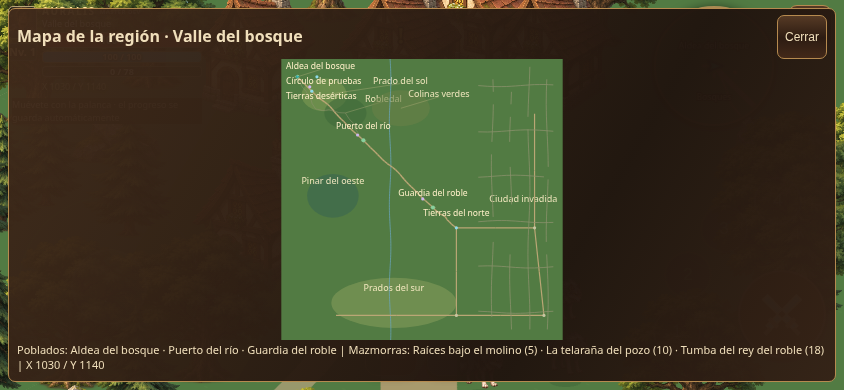 Mapa de la región · Valle del bosque
Cerrar
Aldea del bosque
Círculo de pruebas
Prado del sol
Tierras desérticas
Robledal
Colinas verdes
Puerto del río
Pinar del oeste
Guardia del roble
Ciudad invadida
Tierras del norte
Prados del sur
Poblados: Aldea del bosque · Puerto del río · Guardia del roble | Mazmorras: Raíces bajo el molino (5) · La telaraña del pozo (10) · Tumba del rey del roble (18)
| X 1030 / Y 1140